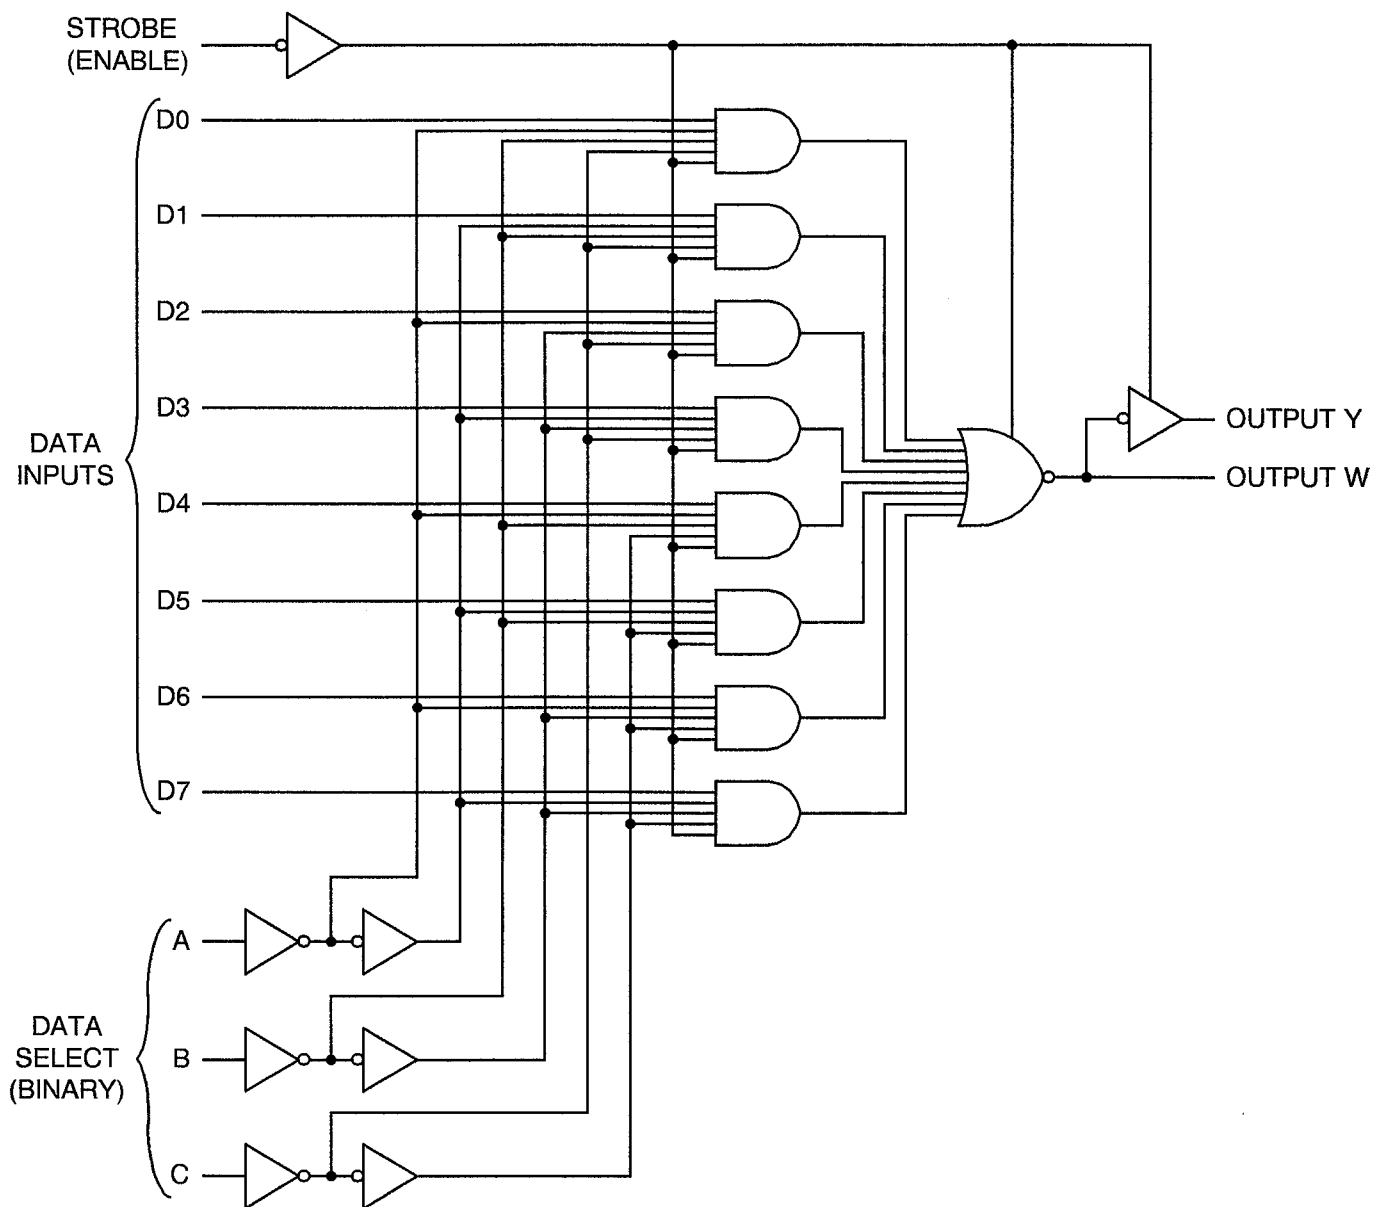 STROBE
(ENABLE)
D0
D1
D2
D3
DATA
INPUTS
D4
D5
D6
D7
OUTPUT Y
OUTPUT W
A
DATA
SELECT
(BINARY)
B
C